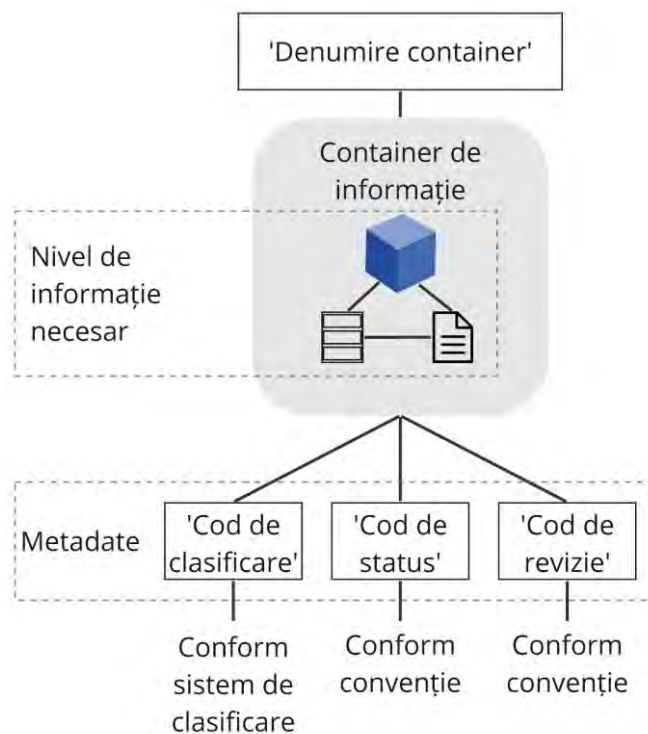 'Denumire container'
Container de
informație
Nivel de
informație
necesar
Metadate
'Cod de
clasificare'
'Cod de
status'
'Cod de
revizie'
Conform
sistem de
clasificare
Conform
convenție
Conform
convenție